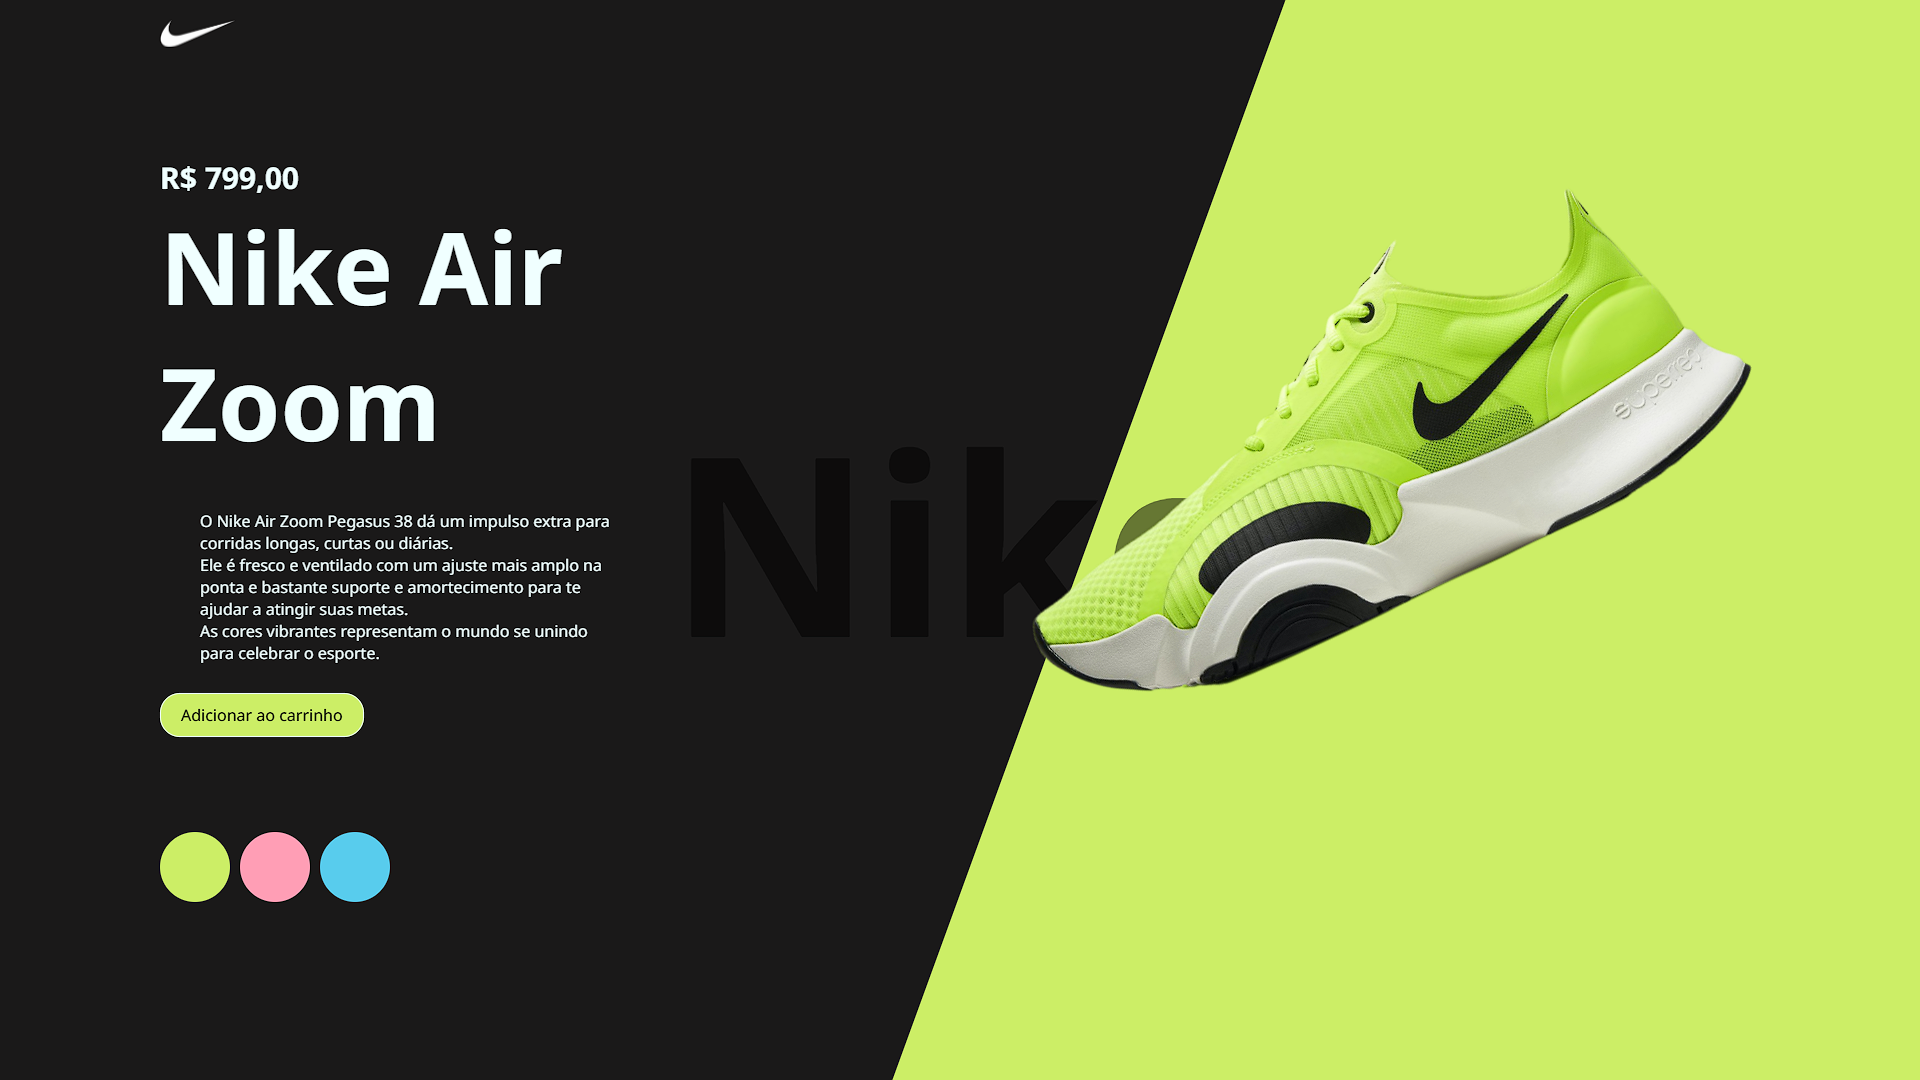 R$ 799,00
Nike Air
Zoom
Nike
O Nike Air Zoom Pegasus 38 dá um impulso extra para
corridas longas, curtas ou diárias.
Ele é fresco e ventilado com um ajuste mais amplo na
ponta e bastante suporte e amortecimento para te
ajudar a atingir suas metas.
As cores vibrantes representam o mundo se unindo
para celebrar o esporte.
Adicionar ao carrinho